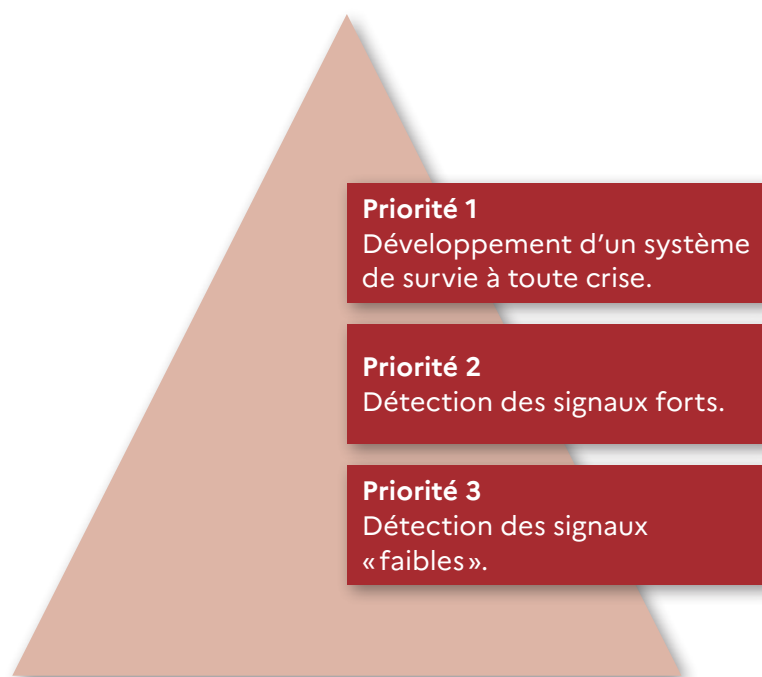 Priorité 1
Développement d’un système
de survie à toute crise.
Priorité 2
Détection des signaux forts.
Priorité 3
Détection des signaux
«faibles».